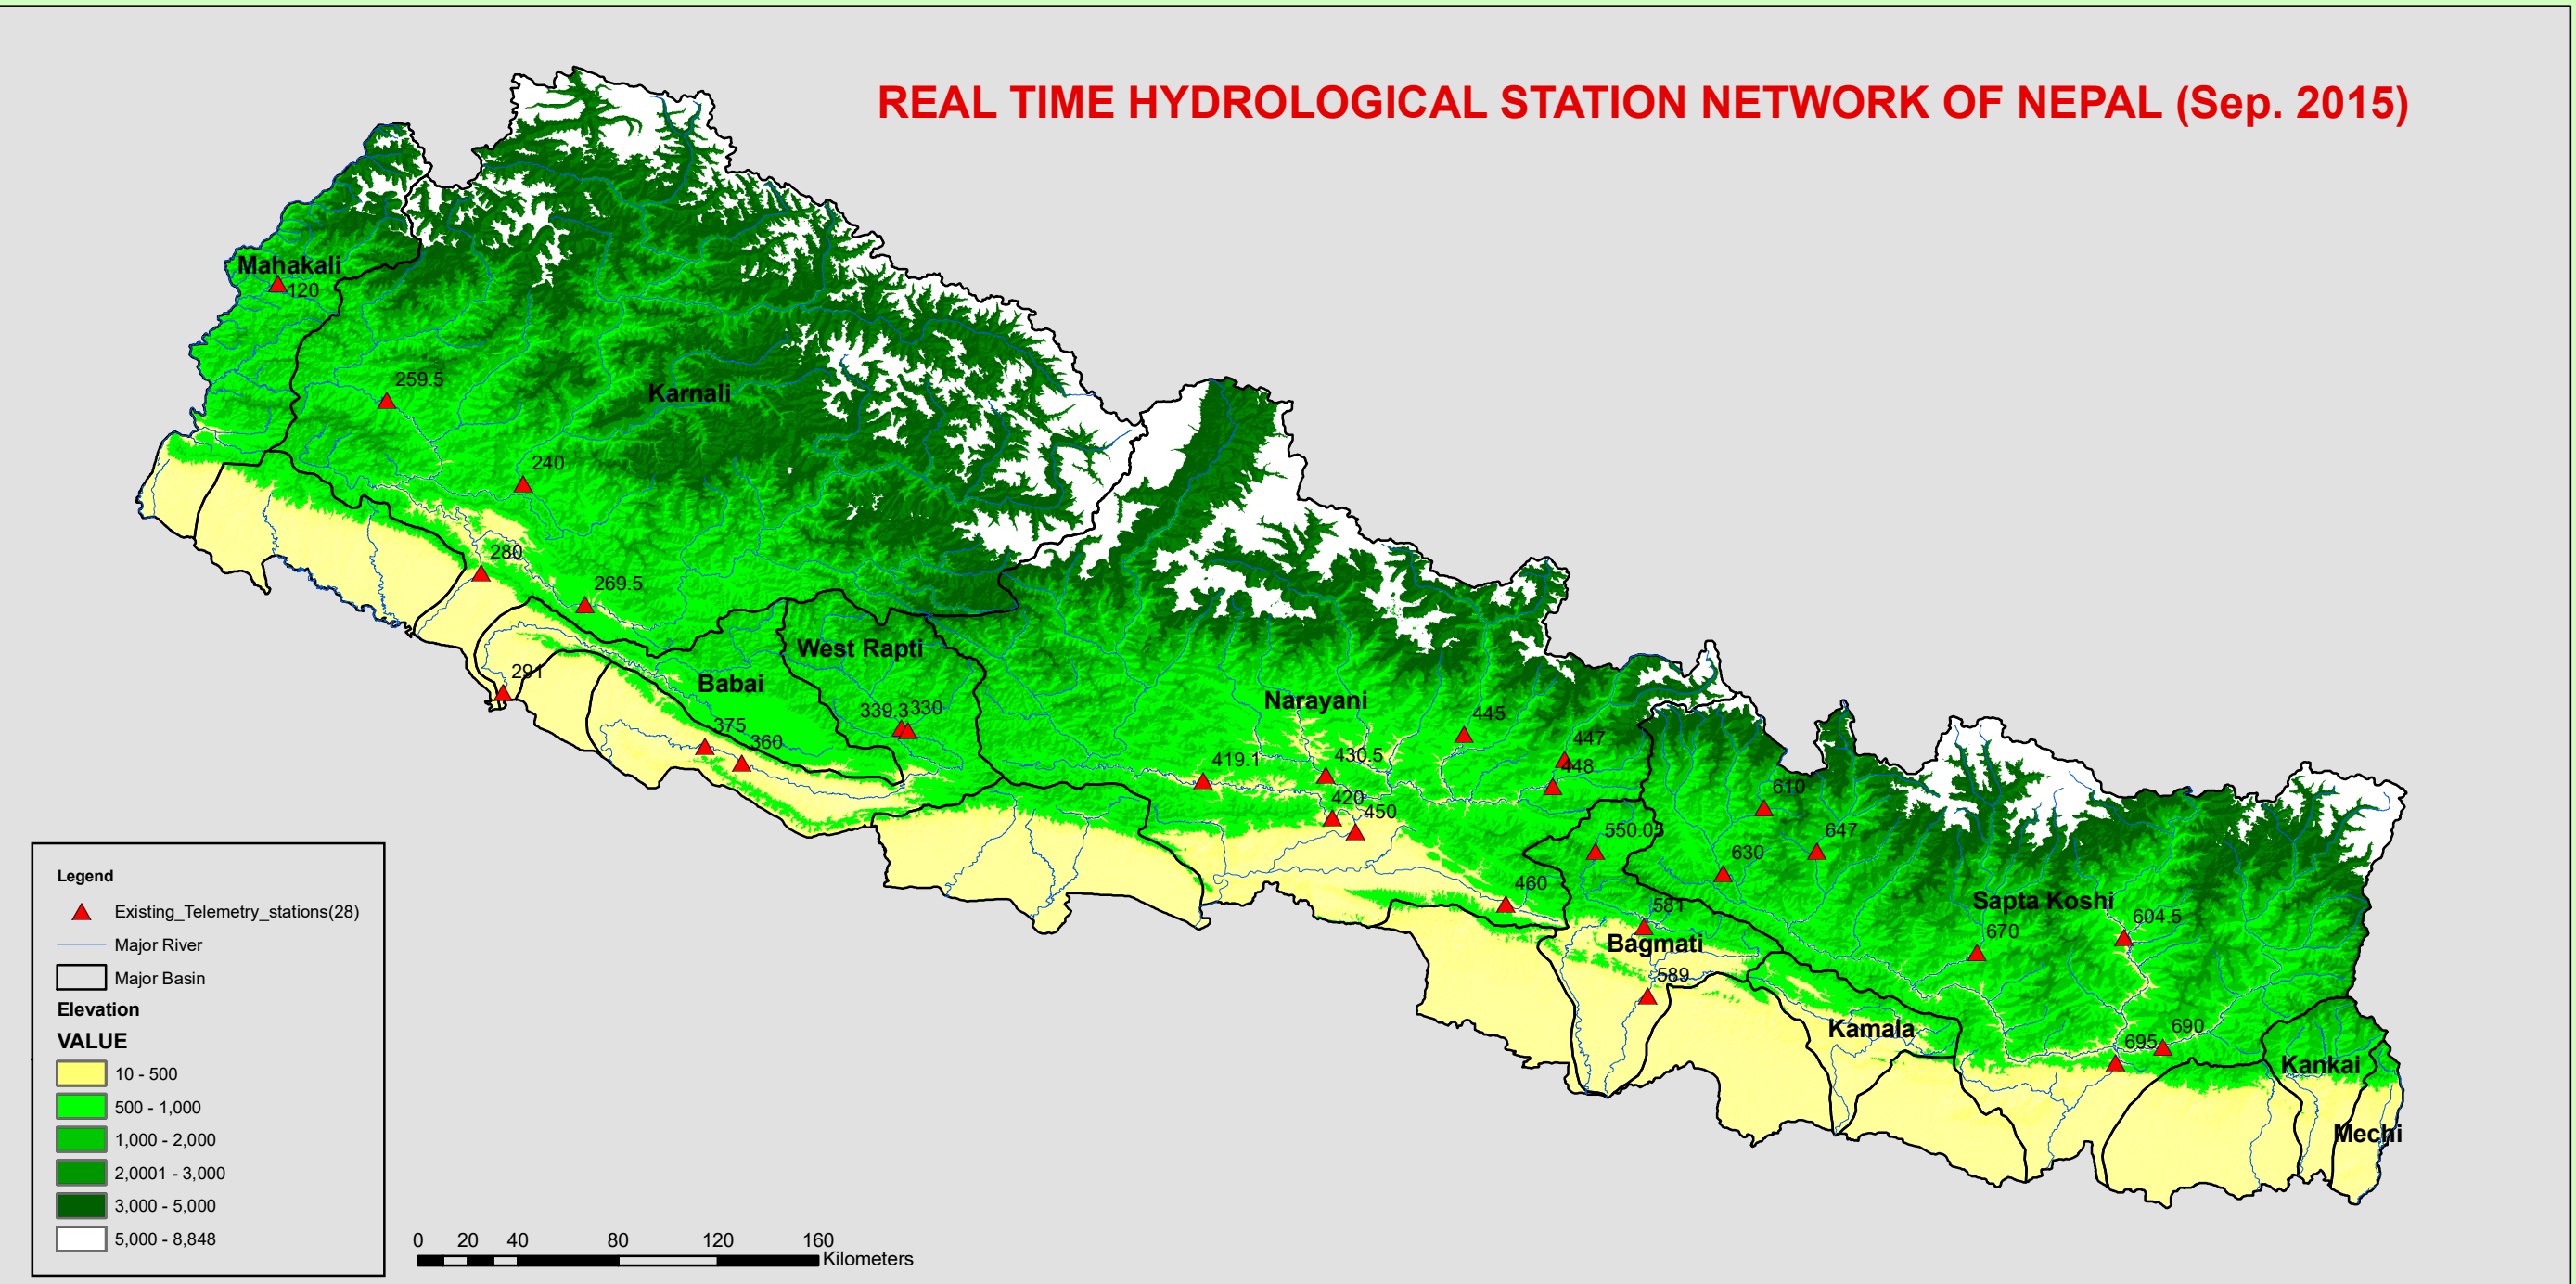 REAL TIME HYDROLOGICAL STATION NETWORK OF NEPAL (Sep. 2015)
Mahakali
120
259.5
Karnali
240
280
269.5
291
West Rapti
Babai
339.3
330
375
360
Narayani
445
447
448
419.1
430.5
420
450
460
550.05
610
647
630
581
Bagmati
589
Sapta Koshi
604.5
670
Kamala
690
695
Kankai
Mechi
Legend
Existing_Telemetry_stations(28)
Major River
Major Basin
Elevation
VALUE
10 - 500
500 - 1,000
1,000 - 2,000
2,0001 - 3,000
3,000 - 5,000
5,000 - 8,848
0 20 40 80 120 160
Kilometers